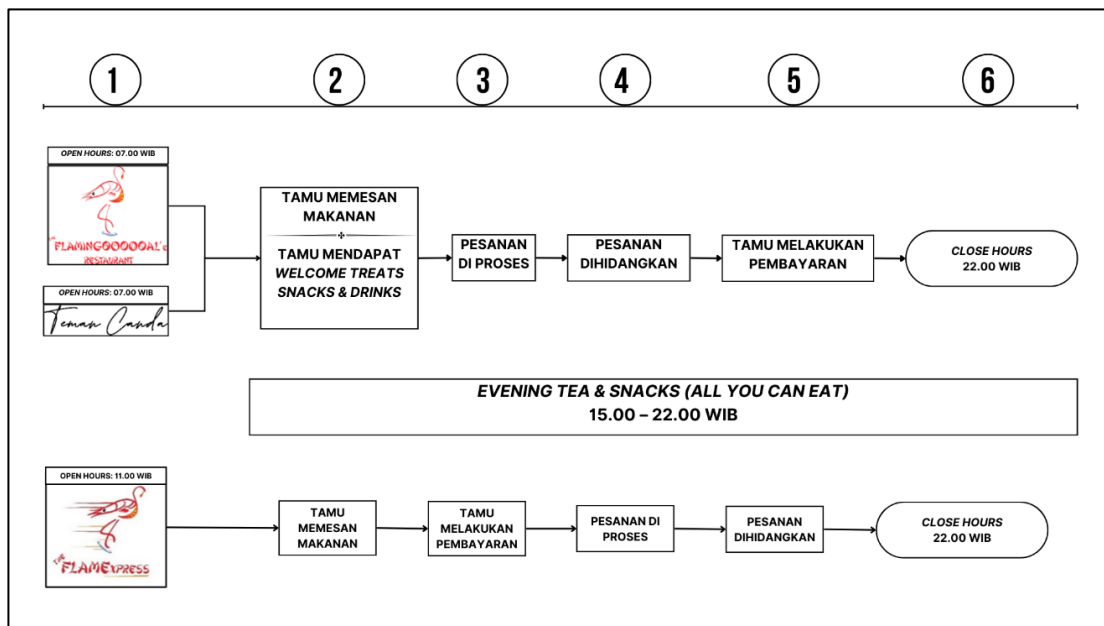 1 2 3 4 5 6
OPEN HOURS: 07.00 WIB
FLAMINGOOOOOAL's
RESTAURANT
OPEN HOURS: 07.00 WIB
Teman Canda
TAMU MEMESAN
MAKANAN
TAMU MENDAPAT
WELCOME TREATS
SNACKS & DRINKS
PESANAN
DI PROSES
PESANAN
DIHIDANGKAN
TAMU MELAKUKAN
PEMBAYARAN
CLOSE HOURS
22.00 WIB
EVENING TEA & SNACKS (ALL YOU CAN EAT)
15.00 – 22.00 WIB
OPEN HOURS: 11.00 WIB
THE
FLAMExPRESS
TAMU
MEMESAN
MAKANAN
TAMU
MELAKUKAN
PEMBAYARAN
PESANAN DI
PROSES
PESANAN
DIHIDANGKAN
CLOSE HOURS
22.00 WIB